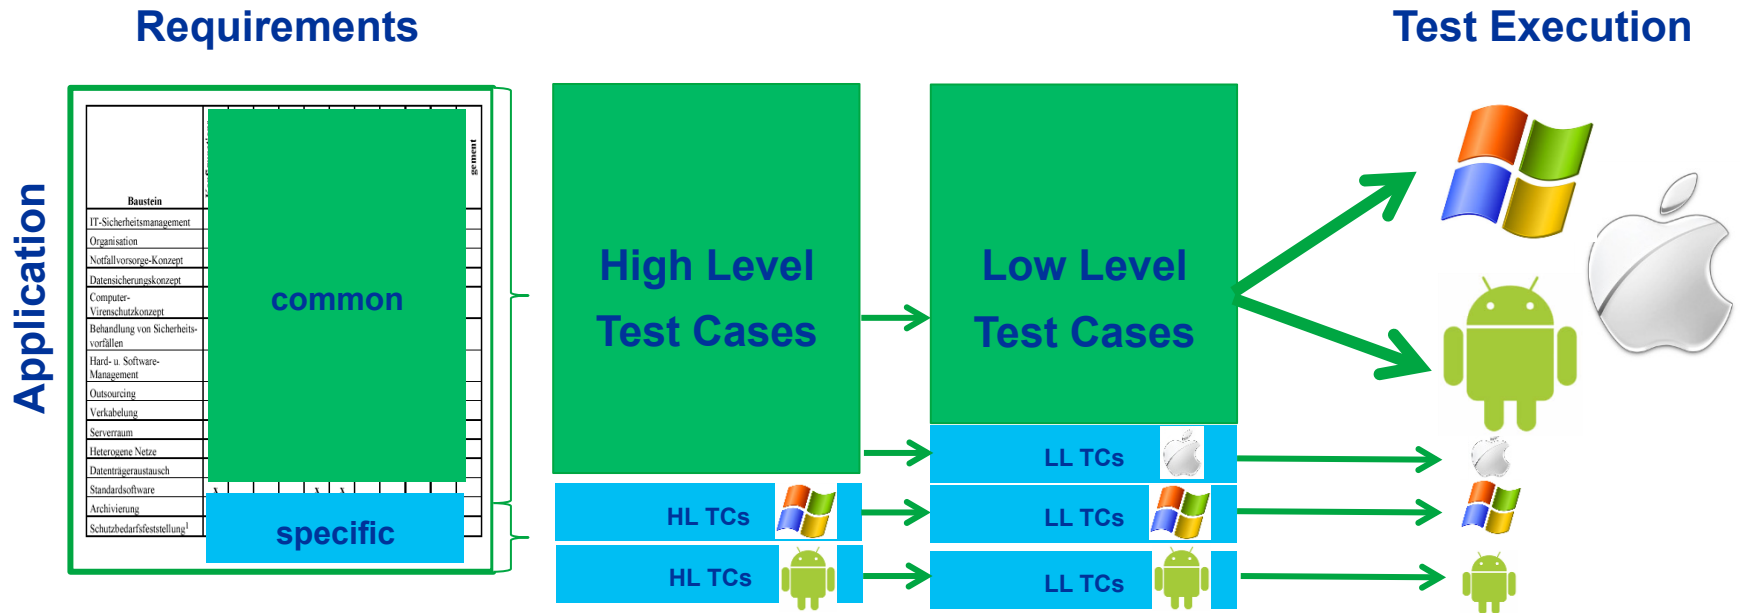 Requirements
Test Execution
Application
Baustein
gement
IT-Sicherheitsmanagement
Organisation
Notfallvorsorge-Konzept
Datensicherungskonzept
Computer-
Virenschutzkonzept
Behandlung von Sicherheits-
vorfällen
Hard- u. Software-
Management
Outsourcing
Verkabelung
Serverraum
Heterogene Netze
Datenträgeraustausch
Standardsoftware x x x
Archivierung
Schutzbedarfsfeststellung1
common
specific
High Level
Test Cases
Low Level
Test Cases
LL TCs
HL TCs
LL TCs
HL TCs
LL TCs